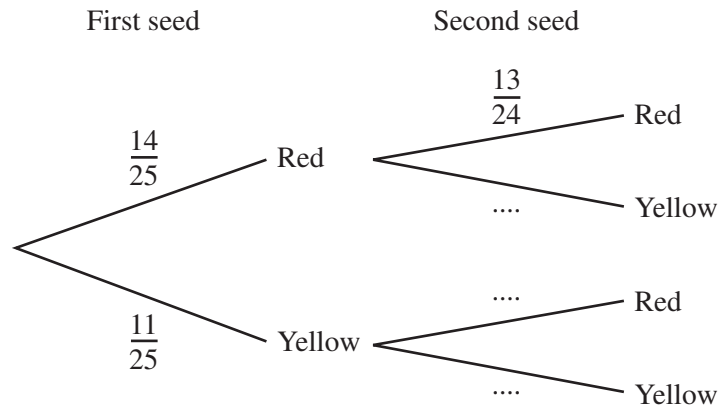 First seed Second seed
13
24
Red
14
25
Red
....
Yellow
....
Red
11
25
Yellow
....
Yellow